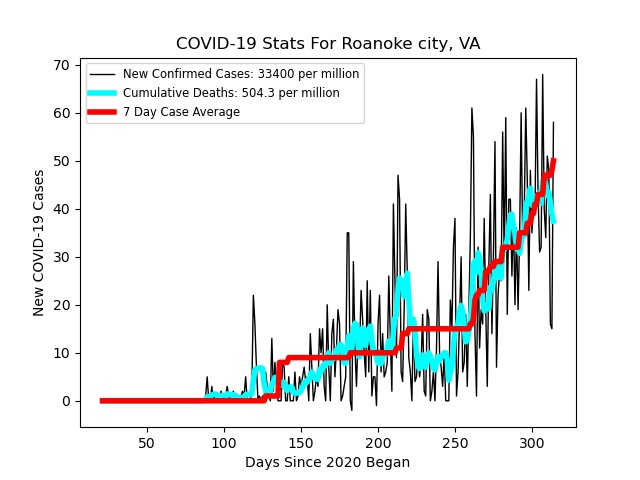 COVID-19 Stats For Roanoke city, VA
New Confirmed Cases: 33400 per million
Cumulative Deaths: 504.3 per million
7 Day Case Average
New COVID-19 Cases
70
60
50
40
30
20
10
0
50 100 150 200 250 300
Days Since 2020 Began